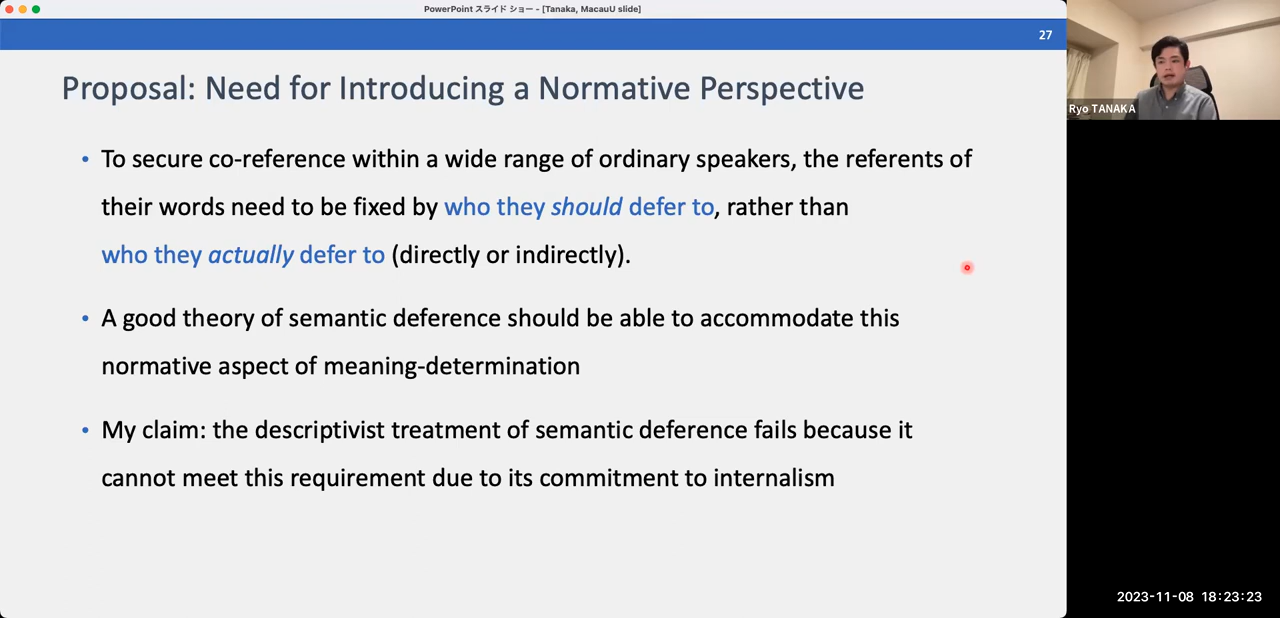 PowerPoint スライド ショー - [Tanaka, MacauU slide]
27
Proposal: Need for Introducing a Normative Perspective
• To secure co-reference within a wide range of ordinary speakers, the referents of
their words need to be fixed by who they should defer to, rather than
who they actually defer to (directly or indirectly).
• A good theory of semantic deference should be able to accommodate this
normative aspect of meaning-determination
• My claim: the descriptivist treatment of semantic deference fails because it
cannot meet this requirement due to its commitment to internalism
Ryo TANAKA
2023-11-08 18:23:23